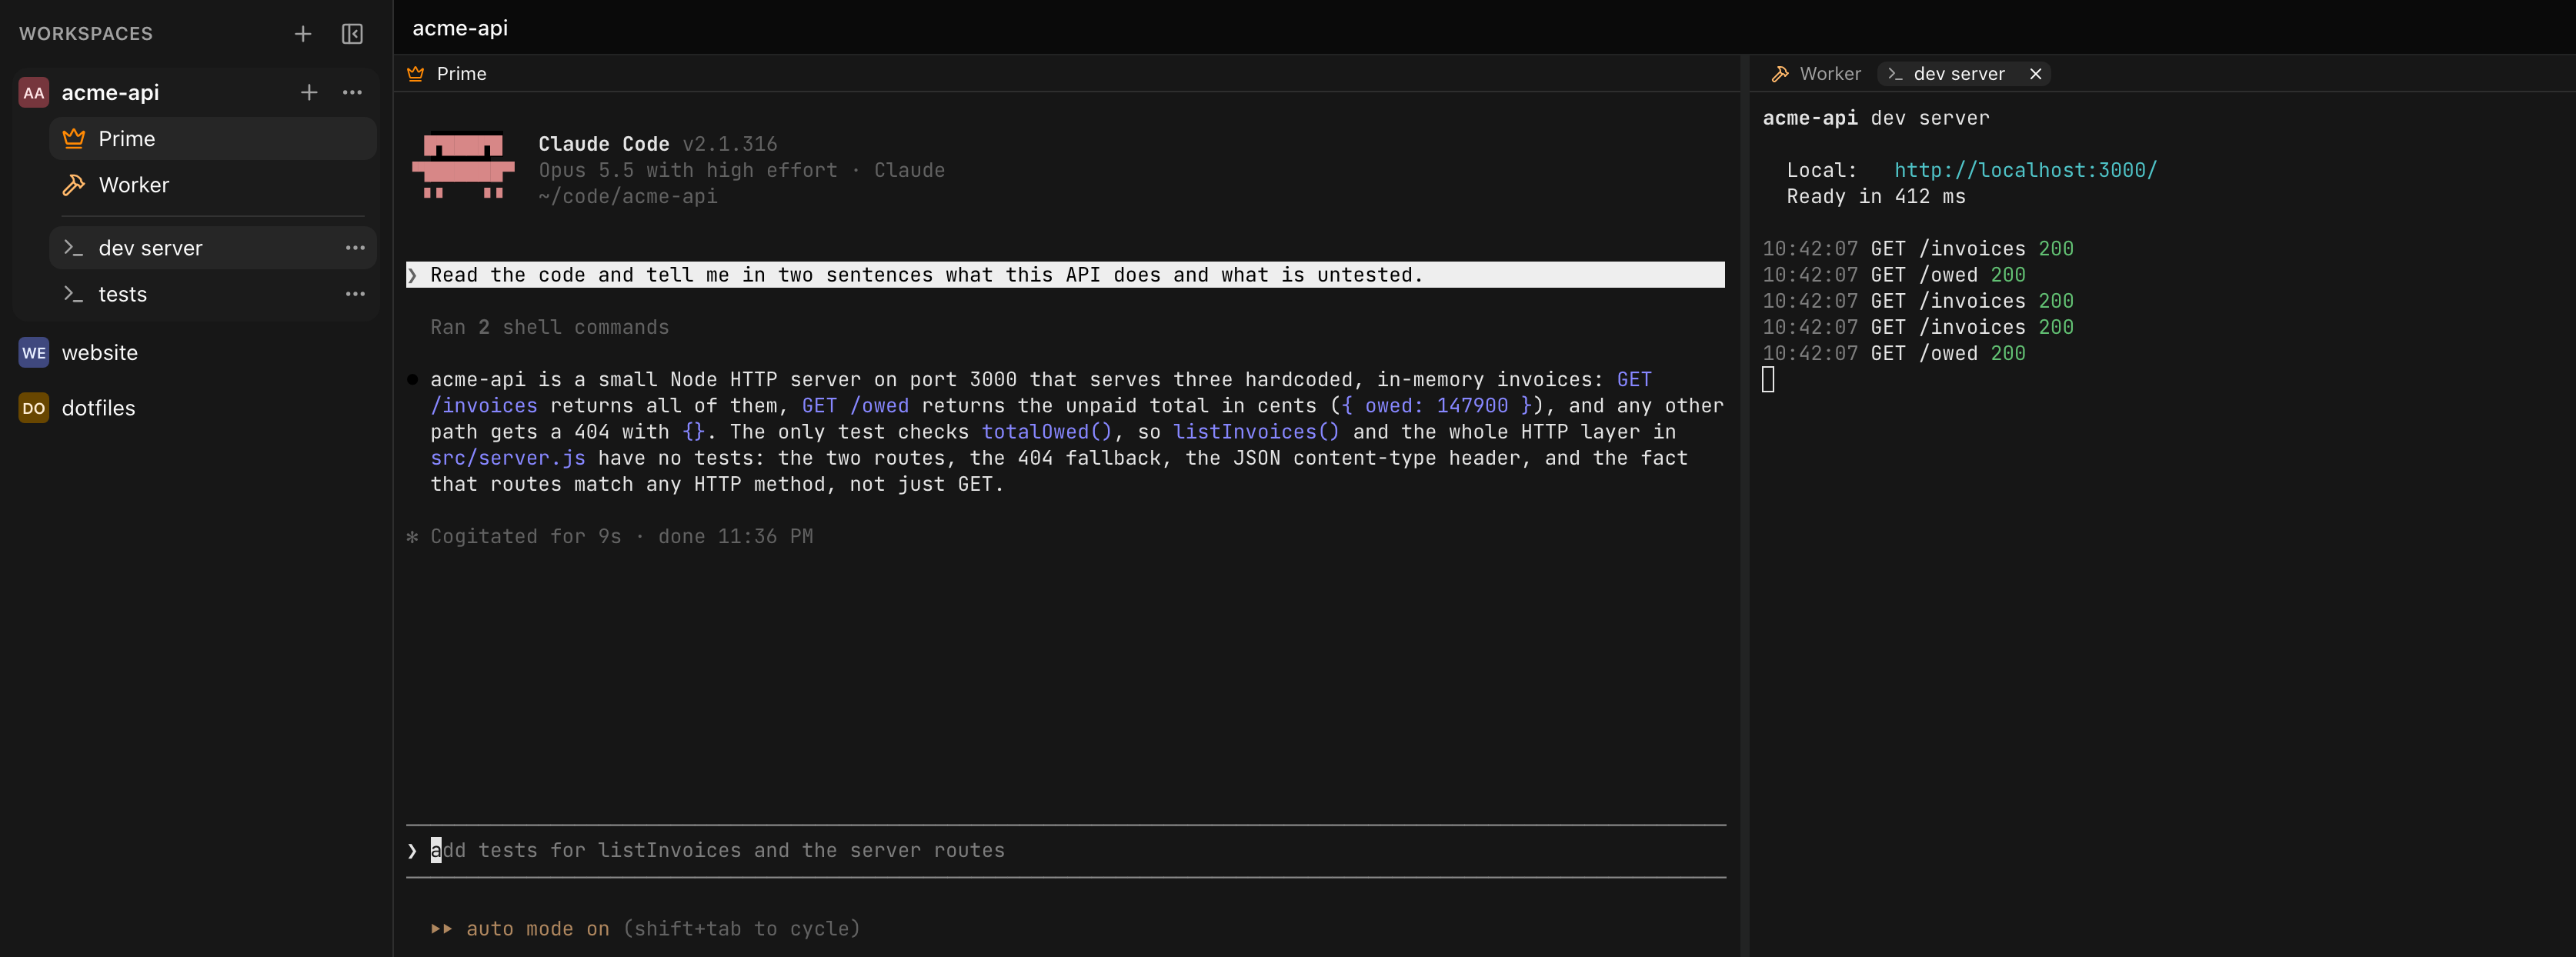 WORKSPACES
AA acme-api
Prime
Worker
dev server
tests
WE website
DO dotfiles
acme-api
Prime
Claude Code v2.1.316
Opus 5.5 with high effort · Claude
~/code/acme-api
❯ Read the code and tell me in two sentences what this API does and what is untested.
Ran 2 shell commands
● acme-api is a small Node HTTP server on port 3000 that serves three hardcoded, in-memory invoices: GET
/invoices returns all of them, GET /owed returns the unpaid total in cents ({ owed: 147900 }), and any other
path gets a 404 with {}. The only test checks totalOwed(), so listInvoices() and the whole HTTP layer in
src/server.js have no tests: the two routes, the 404 fallback, the JSON content-type header, and the fact
that routes match any HTTP method, not just GET.
✻ Cogitated for 9s · done 11:36 PM
❯ add tests for listInvoices and the server routes
⏵⏵ auto mode on (shift+tab to cycle)
Worker
dev server
acme-api dev server
Local: http://localhost:3000/
Ready in 412 ms
10:42:07 GET /invoices 200
10:42:07 GET /owed 200
10:42:07 GET /invoices 200
10:42:07 GET /invoices 200
10:42:07 GET /owed 200